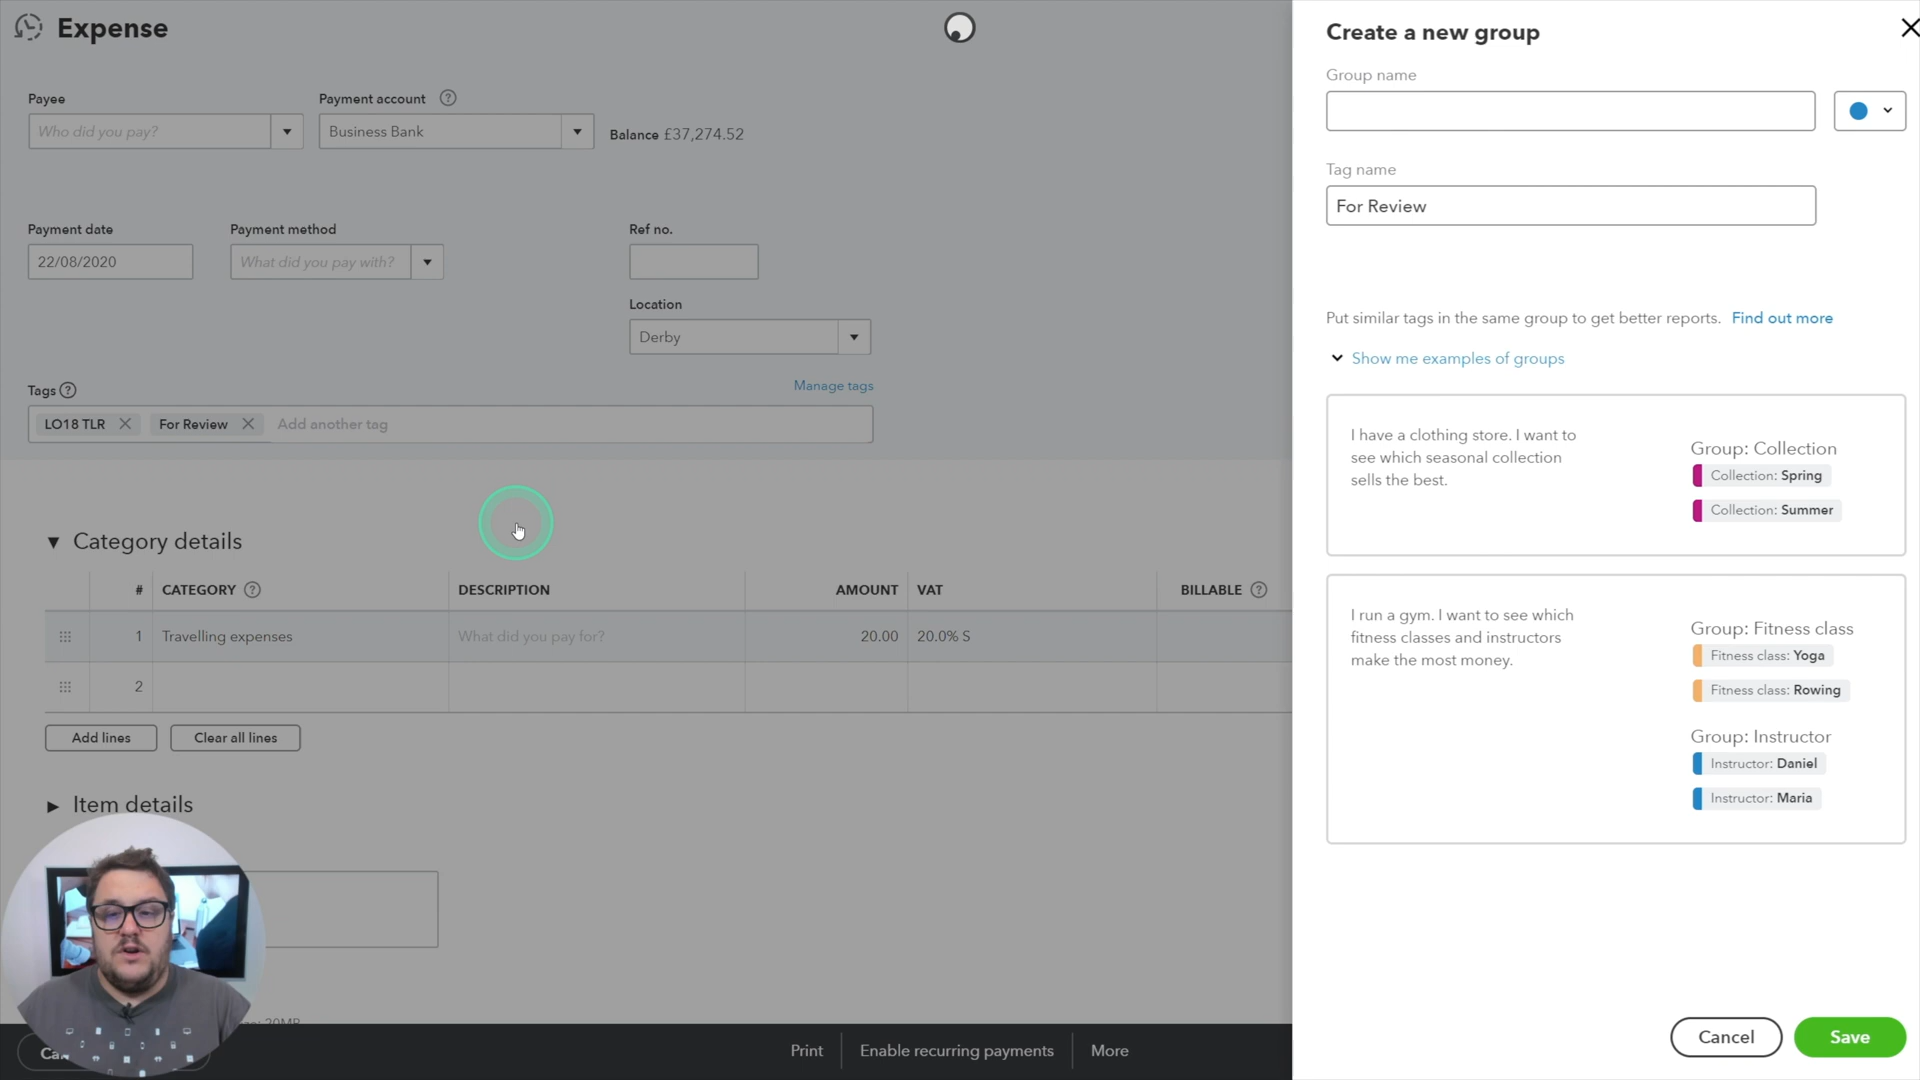 Expense
Payee
Payment account
Who did you pay?
Business Bank
Balance £37,274.52
Payment date
Payment method
Ref no.
22/08/2020
What did you pay with?
Location
Derby
Tags
Manage tags
LO18 TLR
For Review
Add another tag
Category details
# CATEGORY DESCRIPTION AMOUNT VAT BILLABLE
1 Travelling expenses What did you pay for? 20.00 20.0% S
2
Add lines
Clear all lines
Item details
20MB
Print
Enable recurring payments
More
Create a new group
Group name
Tag name
For Review
Put similar tags in the same group to get better reports. Find out more
Show me examples of groups
I have a clothing store. I want to
see which seasonal collection
sells the best.
Group: Collection
Collection: Spring
Collection: Summer
I run a gym. I want to see which
fitness classes and instructors
make the most money.
Group: Fitness class
Fitness class: Yoga
Fitness class: Rowing
Group: Instructor
Instructor: Daniel
Instructor: Maria
Cancel
Save